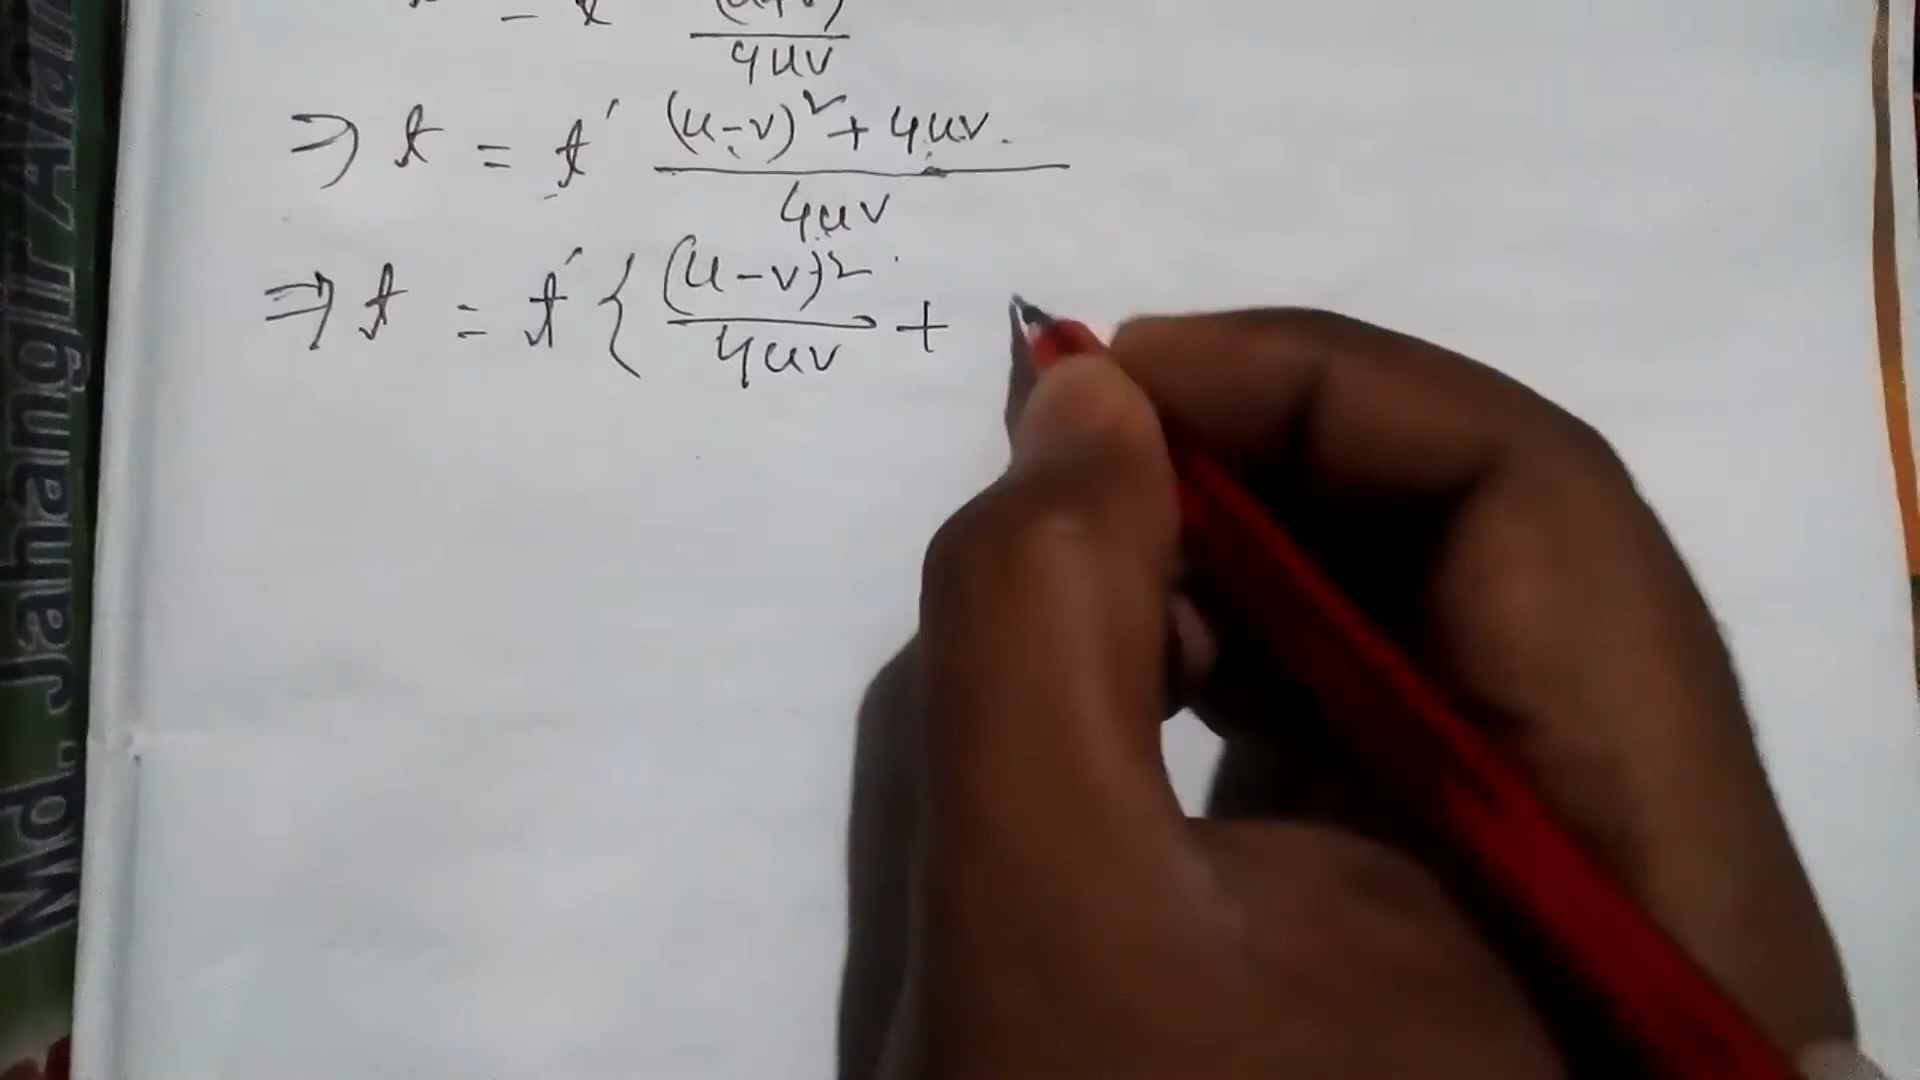 4uv
⇒ t = t′ (u-v)² + 4uv / 4uv
⇒ t = t′ { (u-v)² / 4uv +
Md. Jahangir Alam